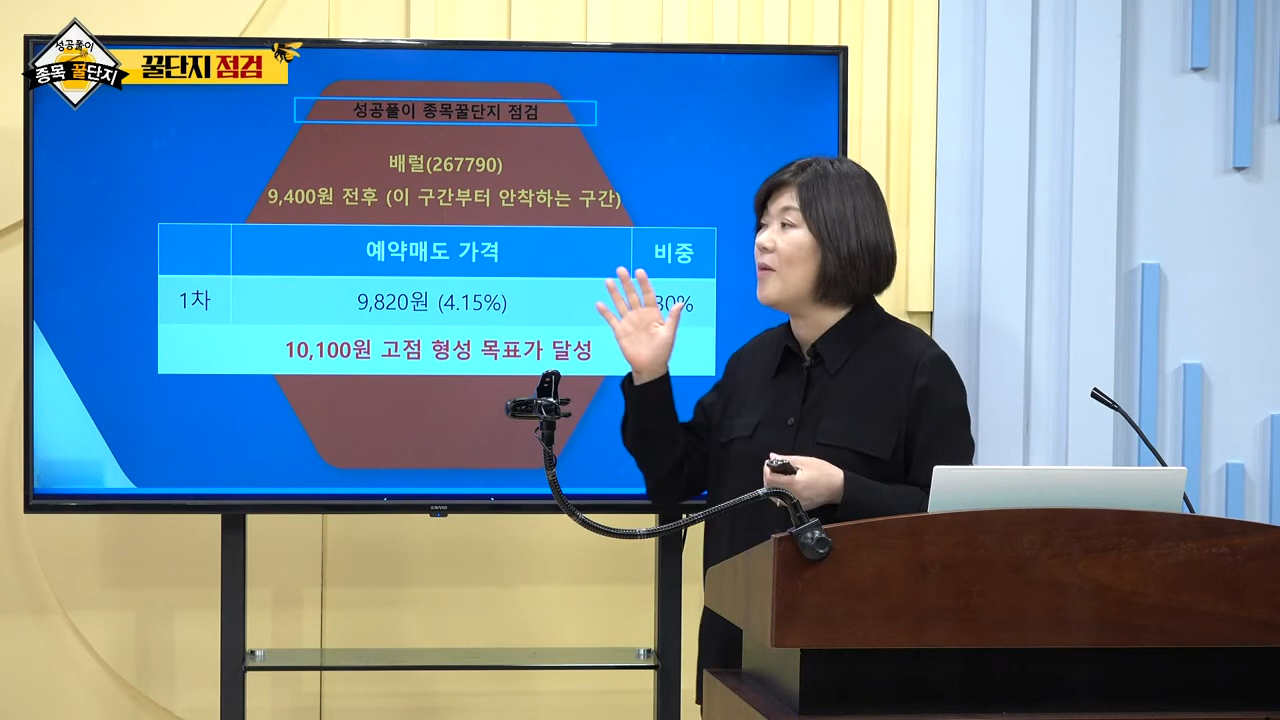 성공풀이
종목 꿀단지
꿀단지 점검
성공풀이 종목꿀단지 점검
배럴(267790)
9,400원 전후 (이 구간부터 안착하는 구간)
예약매도 가격 비중
1차 9,820원 (4.15%) 30%
10,100원 고점 형성 목표가 달성